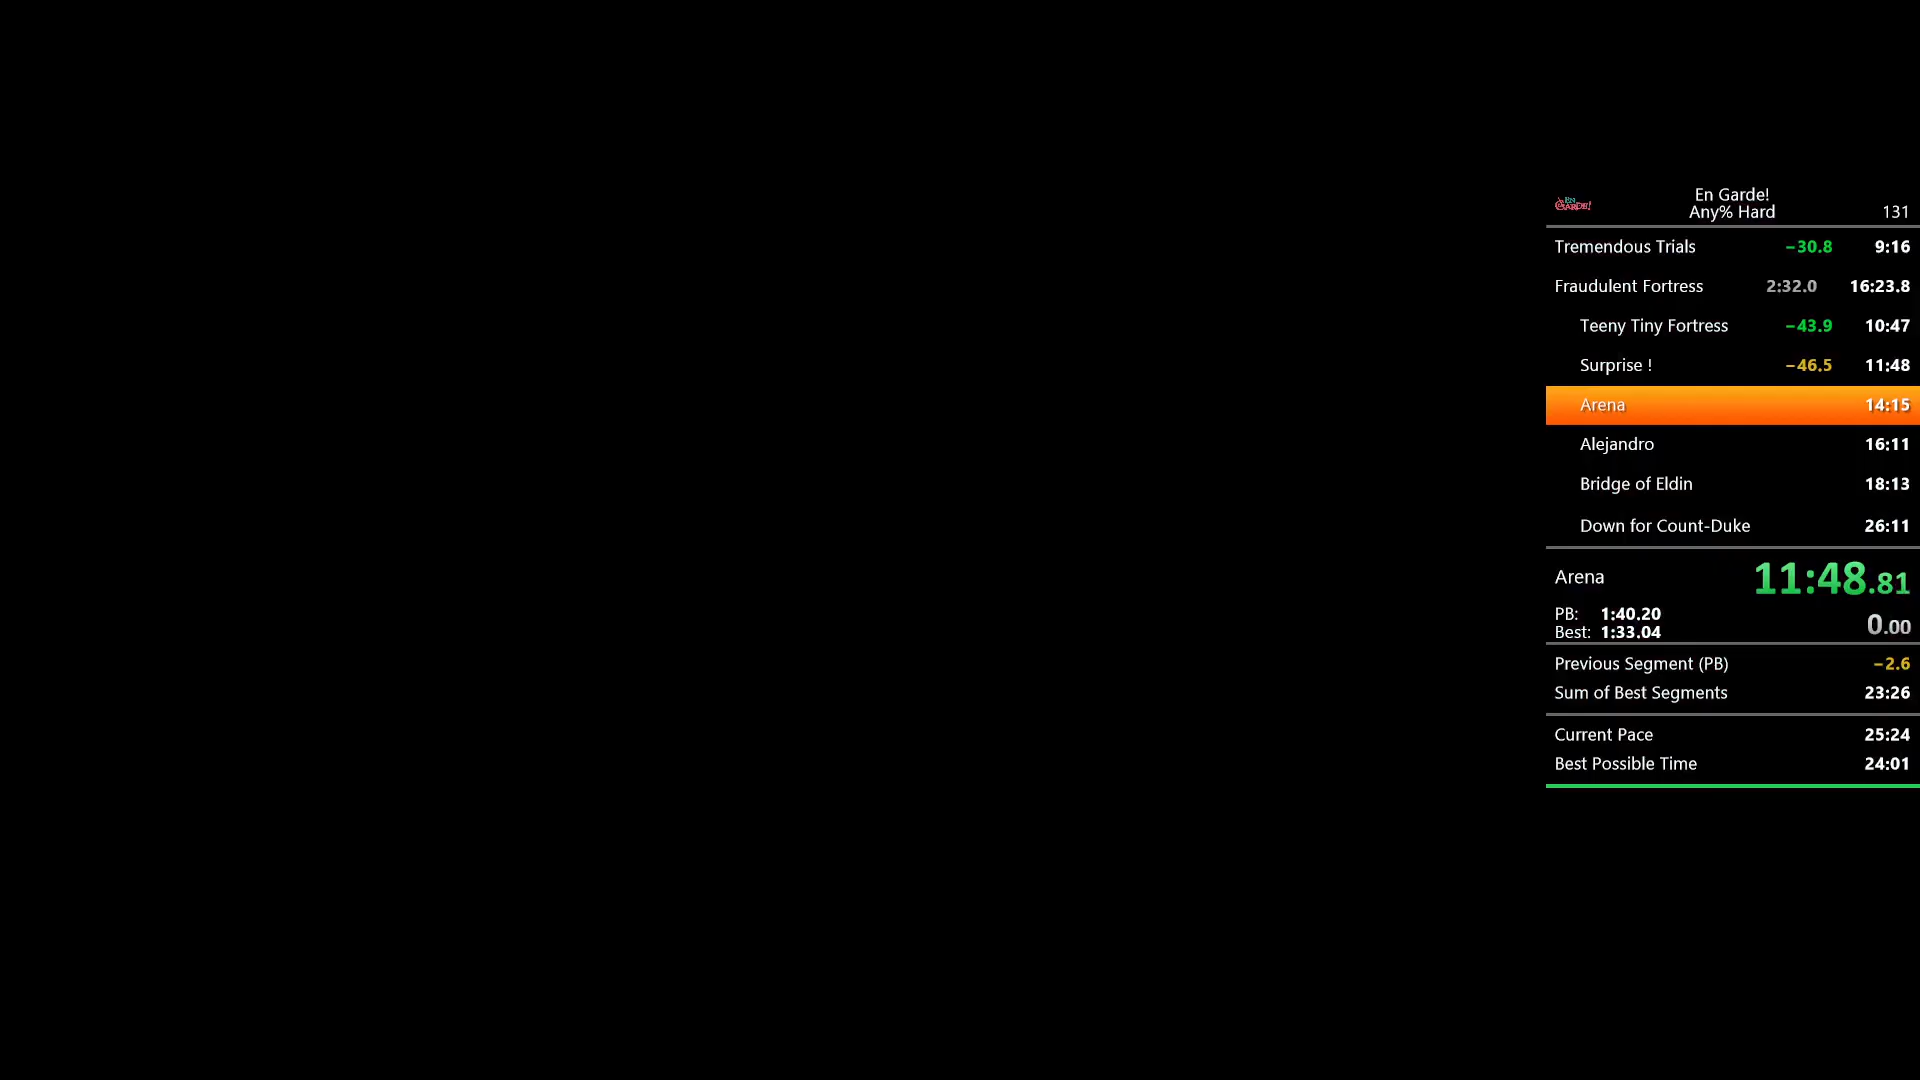 EN GARDE!
En Garde!
Any% Hard 131
Tremendous Trials −30.8 9:16
Fraudulent Fortress 2:32.0 16:23.8
Teeny Tiny Fortress −43.9 10:47
Surprise ! −46.5 11:48
Arena 14:15
Alejandro 16:11
Bridge of Eldin 18:13
Down for Count-Duke 26:11
Arena 11:48.81
PB: 1:40.20 0.00
Best: 1:33.04
Previous Segment (PB) −2.6
Sum of Best Segments 23:26
Current Pace 25:24
Best Possible Time 24:01